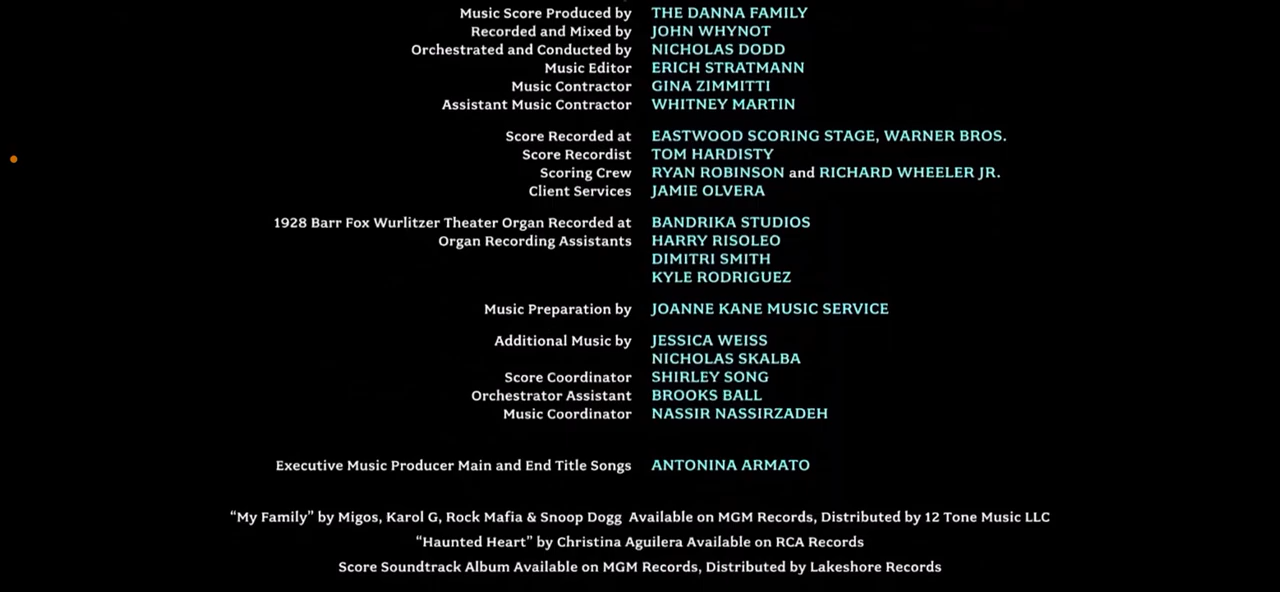 Music Score Produced by THE DANNA FAMILY
Recorded and Mixed by JOHN WHYNOT
Orchestrated and Conducted by NICHOLAS DODD
Music Editor ERICH STRATMANN
Music Contractor GINA ZIMMITTI
Assistant Music Contractor WHITNEY MARTIN
Score Recorded at EASTWOOD SCORING STAGE, WARNER BROS.
Score Recordist TOM HARDISTY
Scoring Crew RYAN ROBINSON and RICHARD WHEELER JR.
Client Services JAMIE OLVERA
1928 Barr Fox Wurlitzer Theater Organ Recorded at BANDRIKA STUDIOS
Organ Recording Assistants HARRY RISOLEO
DIMITRI SMITH
KYLE RODRIGUEZ
Music Preparation by JOANNE KANE MUSIC SERVICE
Additional Music by JESSICA WEISS
NICHOLAS SKALBA
Score Coordinator SHIRLEY SONG
Orchestrator Assistant BROOKS BALL
Music Coordinator NASSIR NASSIRZADEH
Executive Music Producer Main and End Title Songs ANTONINA ARMATO
“My Family” by Migos, Karol G, Rock Mafia & Snoop Dogg Available on MGM Records, Distributed by 12 Tone Music LLC
“Haunted Heart” by Christina Aguilera Available on RCA Records
Score Soundtrack Album Available on MGM Records, Distributed by Lakeshore Records